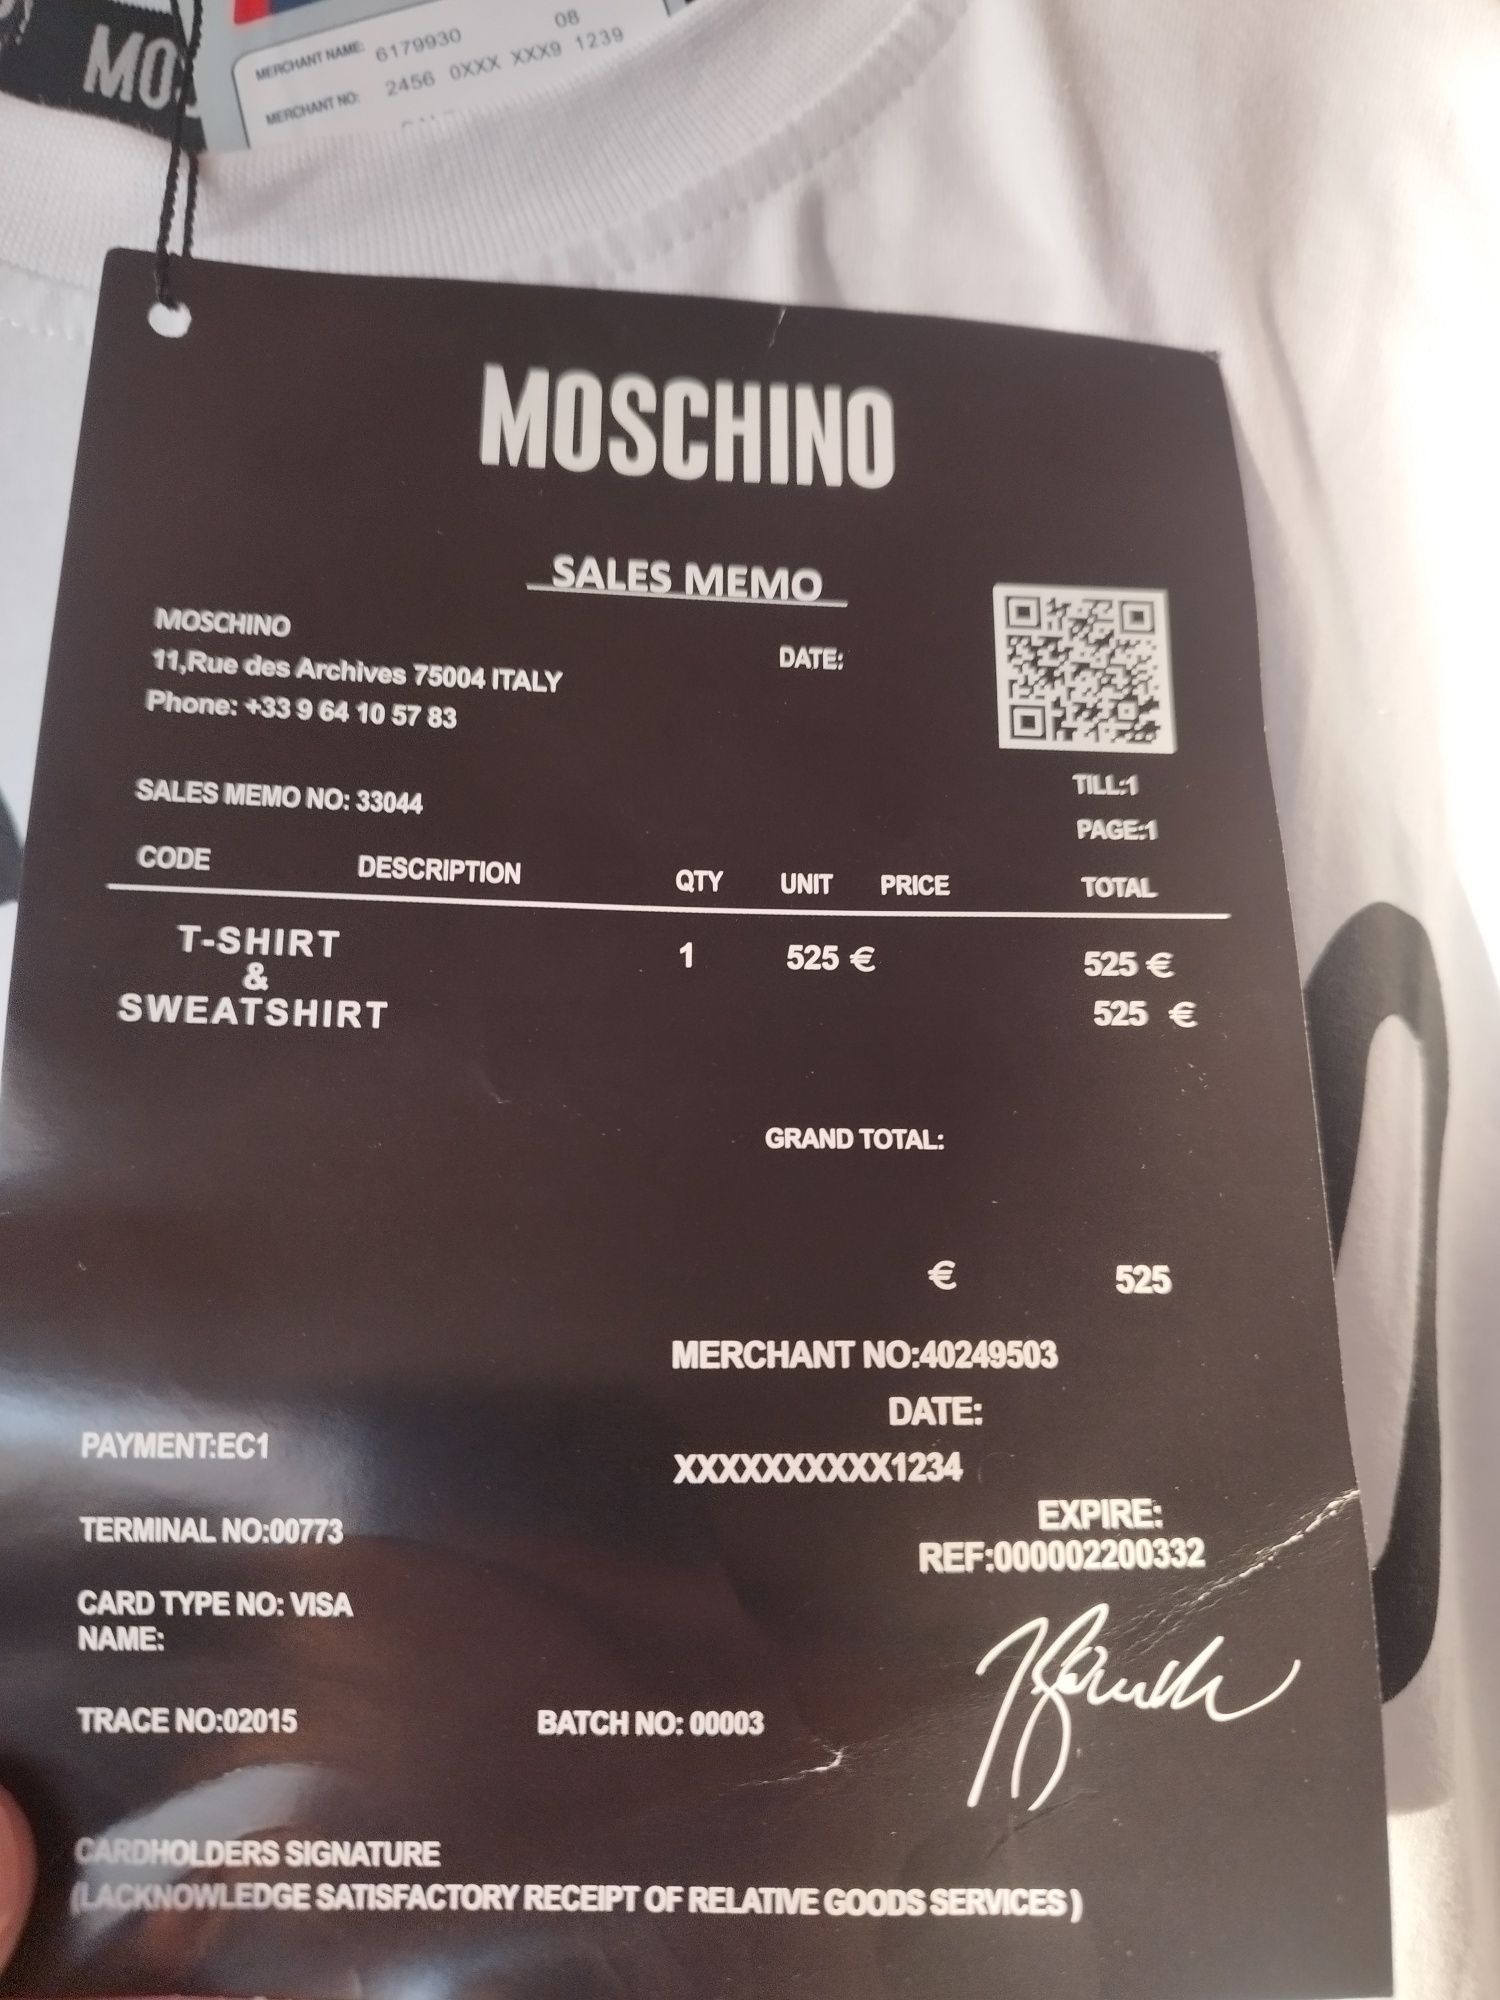 MO
MERCHANT NAME: 6179930 08
MERCHANT NO: 2456 0XXX XXX9 1239
MOSCHINO
SALES MEMO
MOSCHINO
11,Rue des Archives 75004 ITALY
Phone: +33 9 64 10 57 83
DATE:
SALES MEMO NO: 33044
TILL:1
PAGE:1
CODE DESCRIPTION QTY UNIT PRICE TOTAL
T-SHIRT 1 525 € 525 €
&
SWEATSHIRT 525 €
GRAND TOTAL:
€ 525
MERCHANT NO:40249503
DATE:
PAYMENT:EC1
XXXXXXXXXX1234
EXPIRE:
TERMINAL NO:00773
REF:000002200332
CARD TYPE NO: VISA
NAME:
TRACE NO:02015 BATCH NO: 00003
CARDHOLDERS SIGNATURE
(LACKNOWLEDGE SATISFACTORY RECEIPT OF RELATIVE GOODS SERVICES)